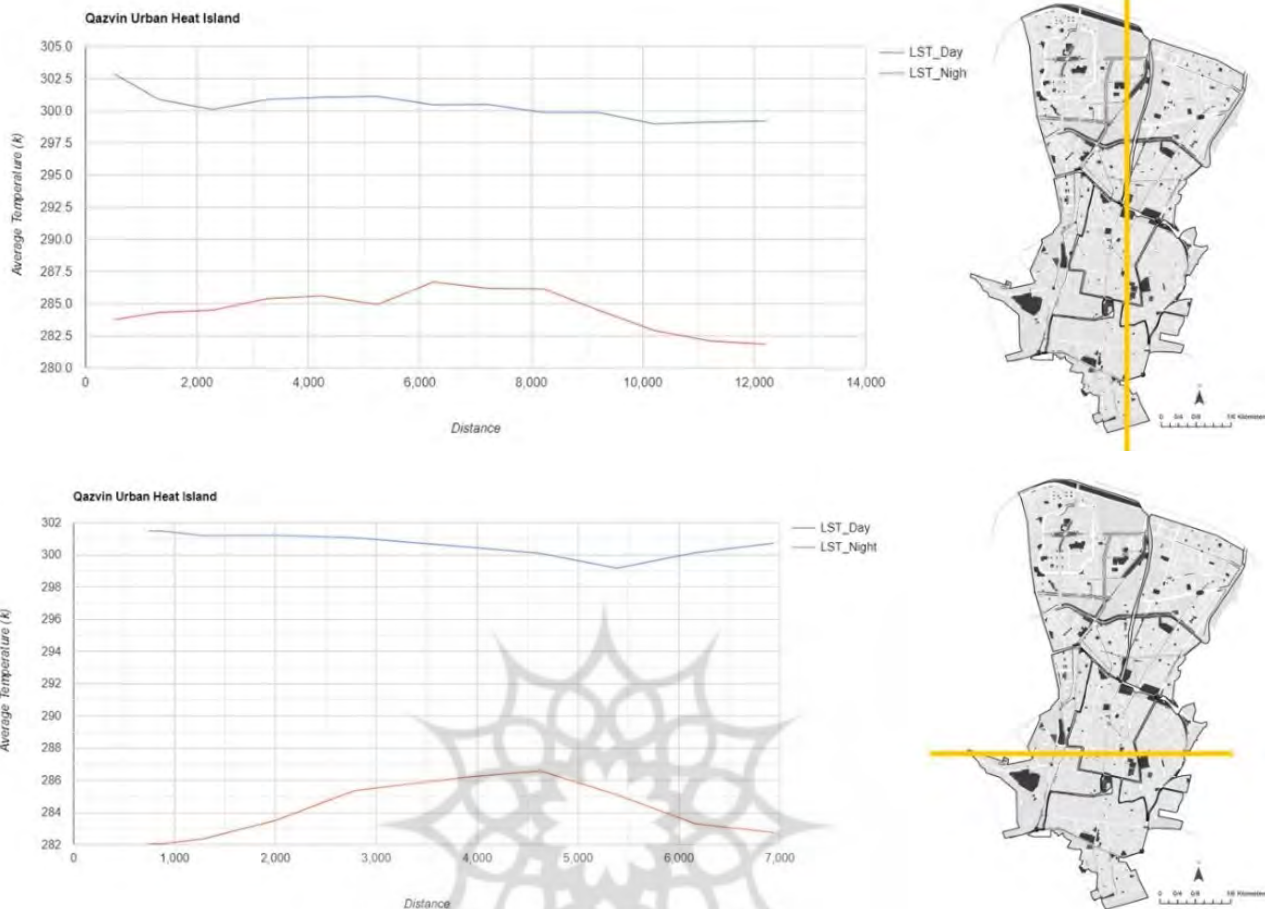 Qazvin Urban Heat Island
LST_Day
LST_Nigh
305.0
302.5
300.0
297.5
295.0
292.5
290.0
287.5
285.0
282.5
280.0
Average Temperature (k)
0 2,000 4,000 6,000 8,000 10,000 12,000 14,000
Distance
Qazvin Urban Heat Island
LST_Day
LST_Night
302
300
298
296
294
292
290
288
286
284
282
Average Temperature (k)
0 1,000 2,000 3,000 4,000 5,000 6,000 7,000
Distance